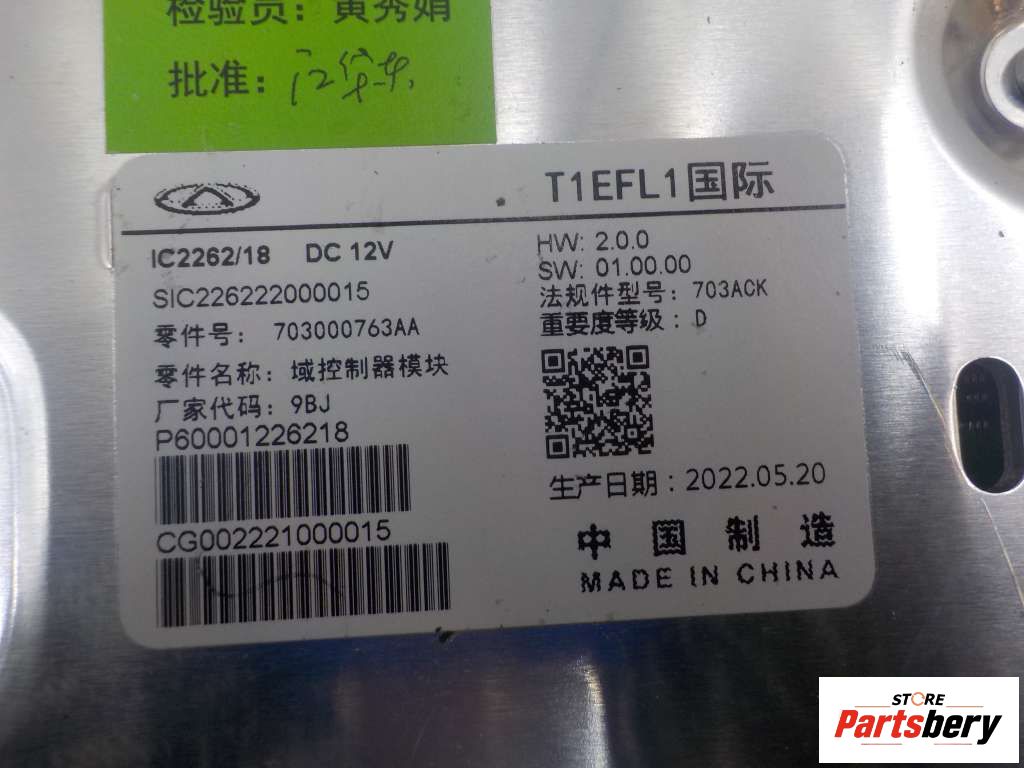 检验员：黄秀娟
批准：
T1EFL1国际
IC2262/18 DC 12V
SIC226222000015
零件号： 703000763AA
零件名称：域控制器模块
厂家代码：9BJ
P60001226218
CG002221000015
HW: 2.0.0
SW: 01.00.00
法规件型号：703ACK
重要度等级：D
生产日期：2022.05.20
中国制造
MADE IN CHINA
STORE
Partsbery